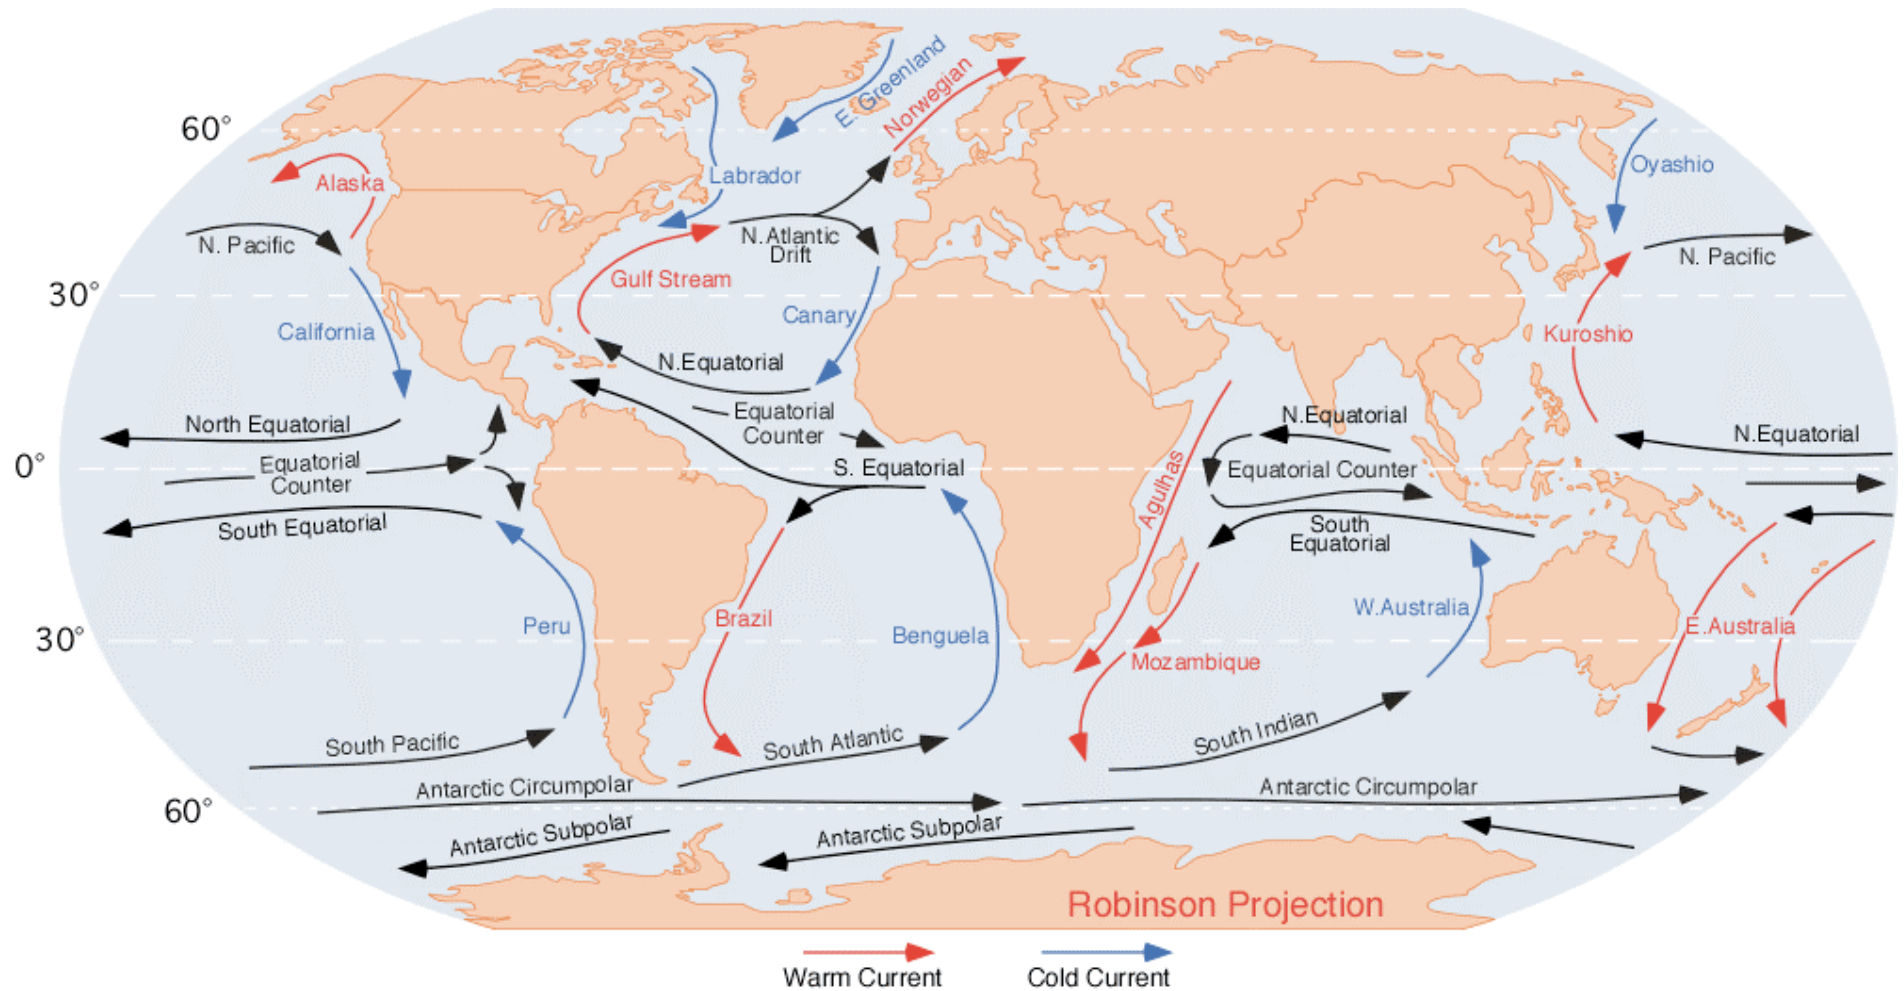 E. Greenland
Norwegian
60°
Labrador
Oyashio
Alaska
N. Pacific
N. Atlantic
Drift
N. Pacific
Gulf Stream
30°
Canary
California
Kuroshio
N.Equatorial
North Equatorial
Equatorial
Counter
N.Equatorial
N.Equatorial
0°
Equatorial
Counter
S. Equatorial
Equatorial Counter
Agulhas
South Equatorial
South
Equatorial
Peru
Brazil
Benguela
W.Australia
E.Australia
30°
Mozambique
South Pacific
South Atlantic
South Indian
Antarctic Circumpolar
Antarctic Circumpolar
60°
Antarctic Subpolar
Antarctic Subpolar
Robinson Projection
Warm Current
Cold Current